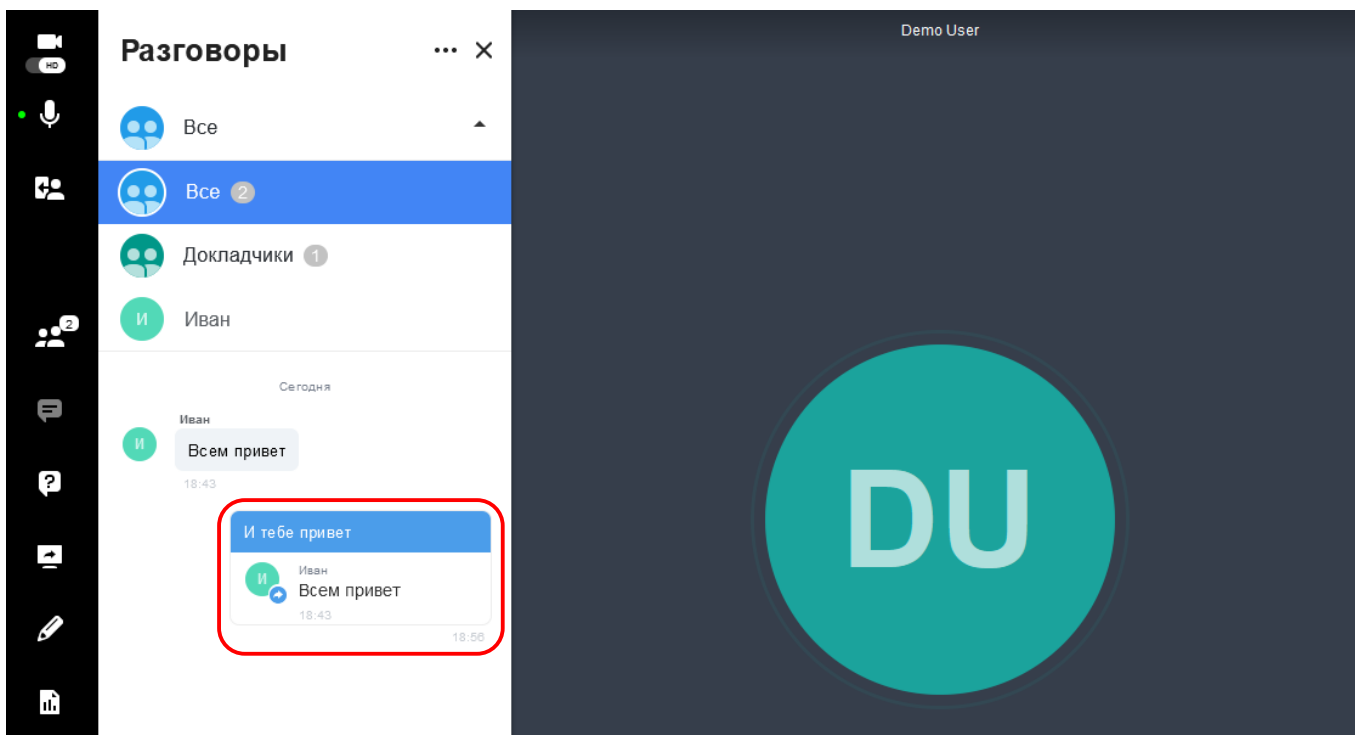 HD
2
Разговоры
Все
Все 2
Докладчики 1
И Иван
Сегодня
Иван
И
Всем привет
18:43
И тебе привет
Иван
И
Всем привет
18:43
18:56
Demo User
DU